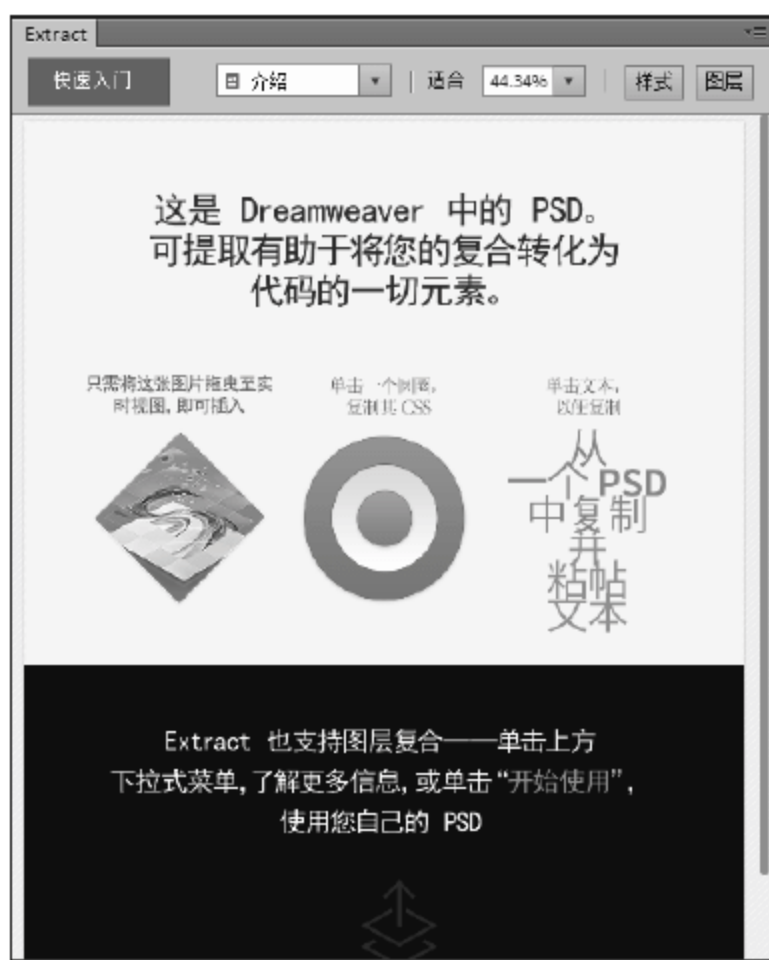 Extract
快速入门 介绍 适合 44.34% 样式 图层
这是 Dreamweaver 中的 PSD。
可提取有助于将您的复合转化为
代码的一切元素。
只需将这张图片拖曳至实
时视图,即可插入
单击一个圆圈,
复制其 CSS
单击文本,
以便复制
从
一个 PSD
中复制
并
粘帖
文本
Extract 也支持图层复合——单击上方
下拉式菜单,了解更多信息,或单击“开始使用”,
使用您自己的 PSD